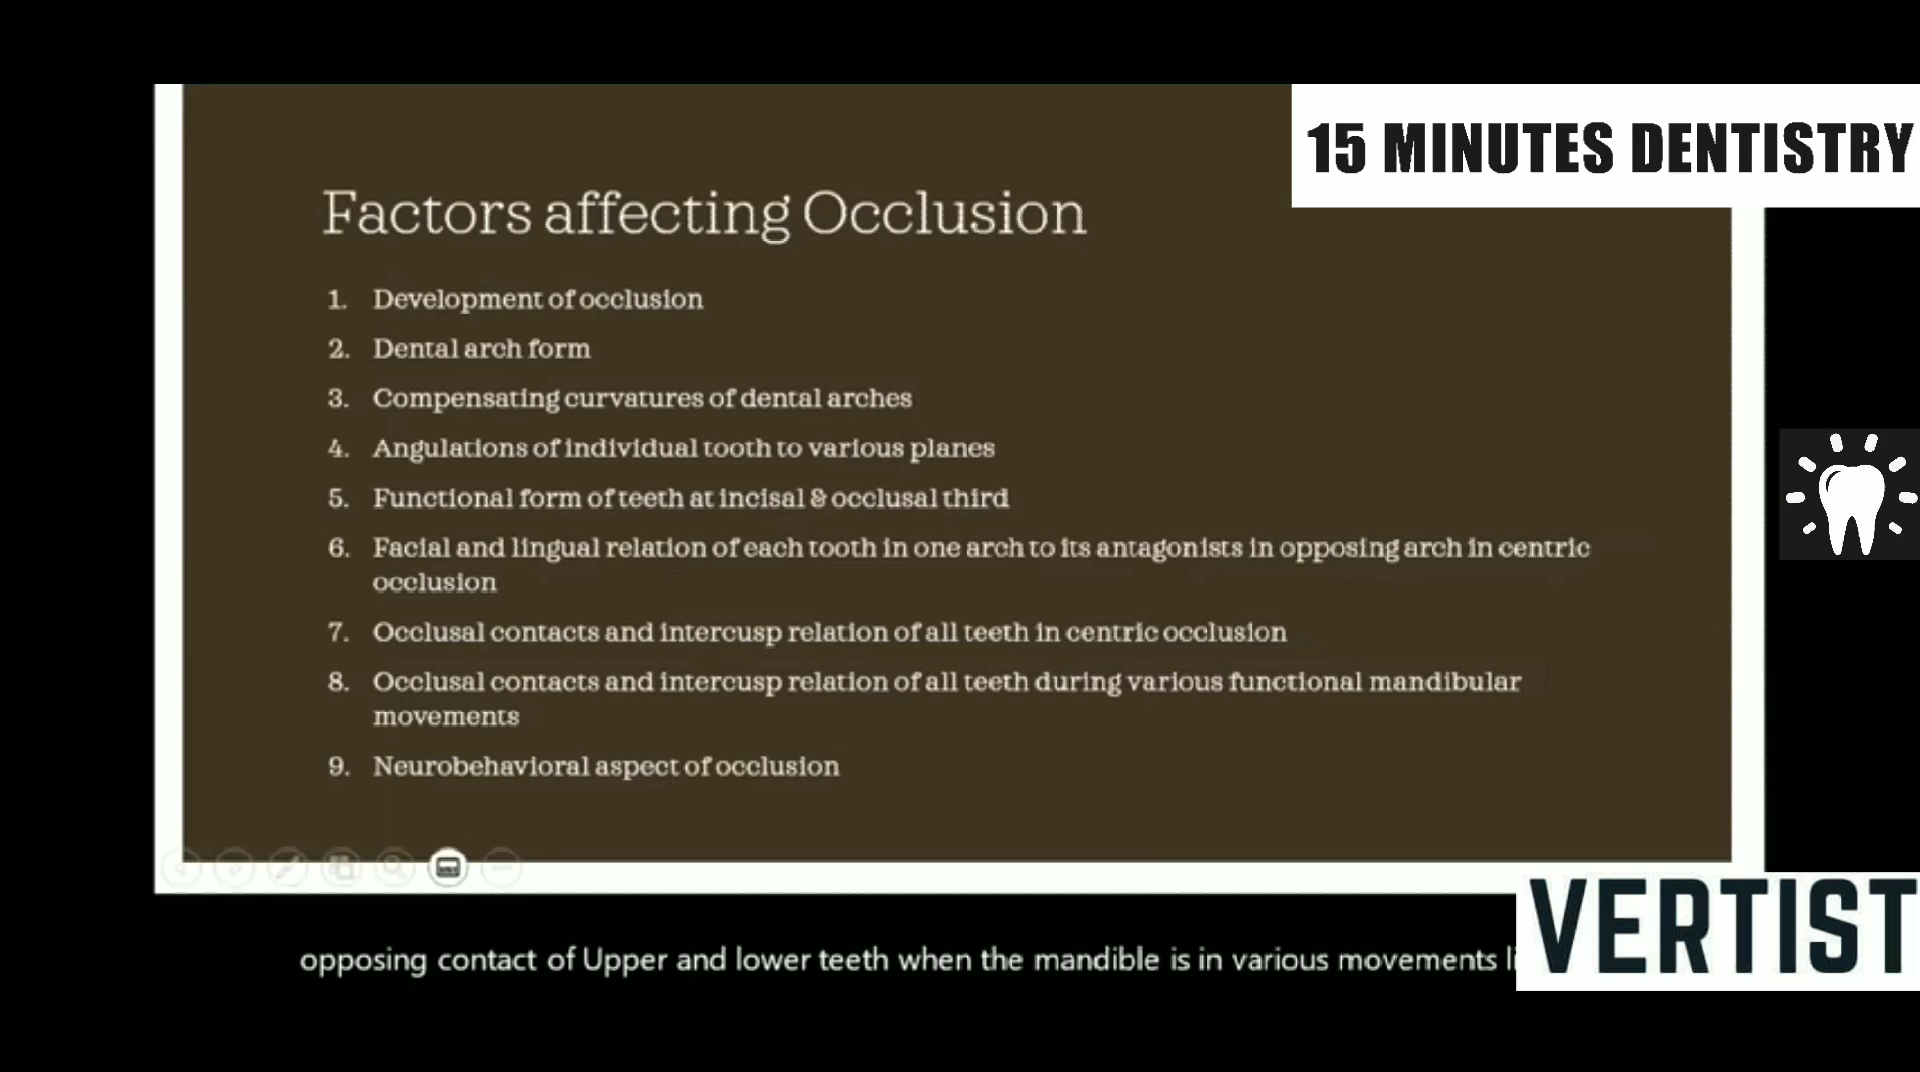 15 MINUTES DENTISTRY
Factors affecting Occlusion
1. Development of occlusion
2. Dental arch form
3. Compensating curvatures of dental arches
4. Angulations of individual tooth to various planes
5. Functional form of teeth at incisal & occlusal third
6. Facial and lingual relation of each tooth in one arch to its antagonists in opposing arch in centric
occlusion
7. Occlusal contacts and intercusp relation of all teeth in centric occlusion
8. Occlusal contacts and intercusp relation of all teeth during various functional mandibular
movements
9. Neurobehavioral aspect of occlusion
opposing contact of Upper and lower teeth when the mandible is in various movements
VERTIST